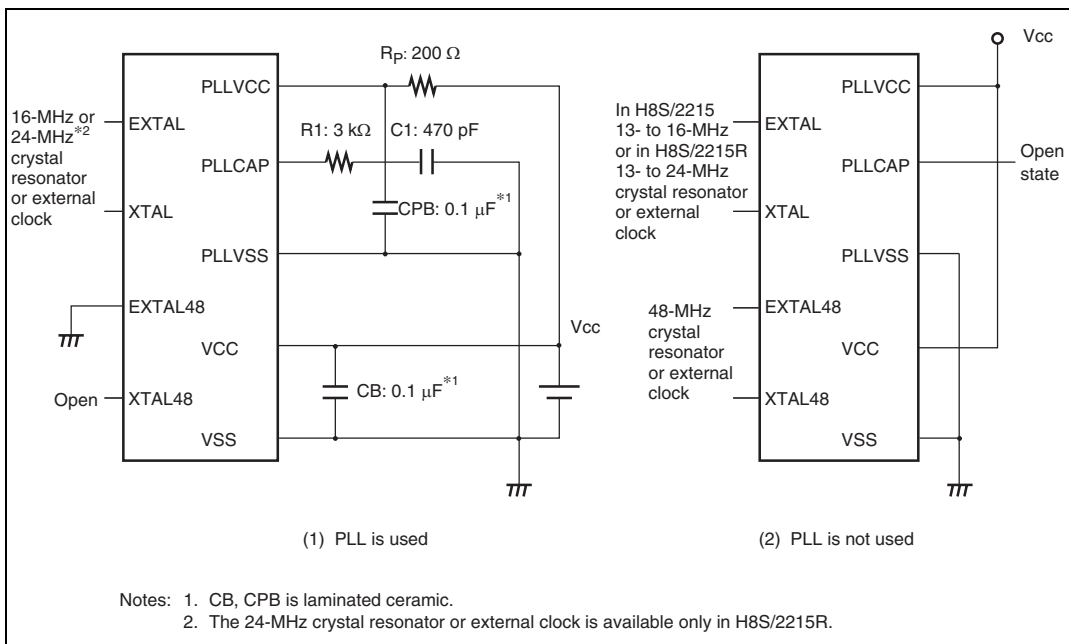 RP: 200 Ω
PLLVCC
R1: 3 kΩ
C1: 470 pF
16-MHz or
24-MHz*2
crystal
resonator
or external
clock
EXTAL
PLLCAP
XTAL
CPB: 0.1 μF*1
PLLVSS
EXTAL48
VCC
Vcc
CB: 0.1 μF*1
Open
XTAL48
VSS
(1) PLL is used
Vcc
PLLVCC
In H8S/2215
13- to 16-MHz
or in H8S/2215R
13- to 24-MHz
crystal resonator
or external
clock
EXTAL
PLLCAP
Open
state
XTAL
PLLVSS
48-MHz
crystal
resonator
or external
clock
EXTAL48
VCC
XTAL48
VSS
(2) PLL is not used
Notes: 1. CB, CPB is laminated ceramic.
2. The 24-MHz crystal resonator or external clock is available only in H8S/2215R.